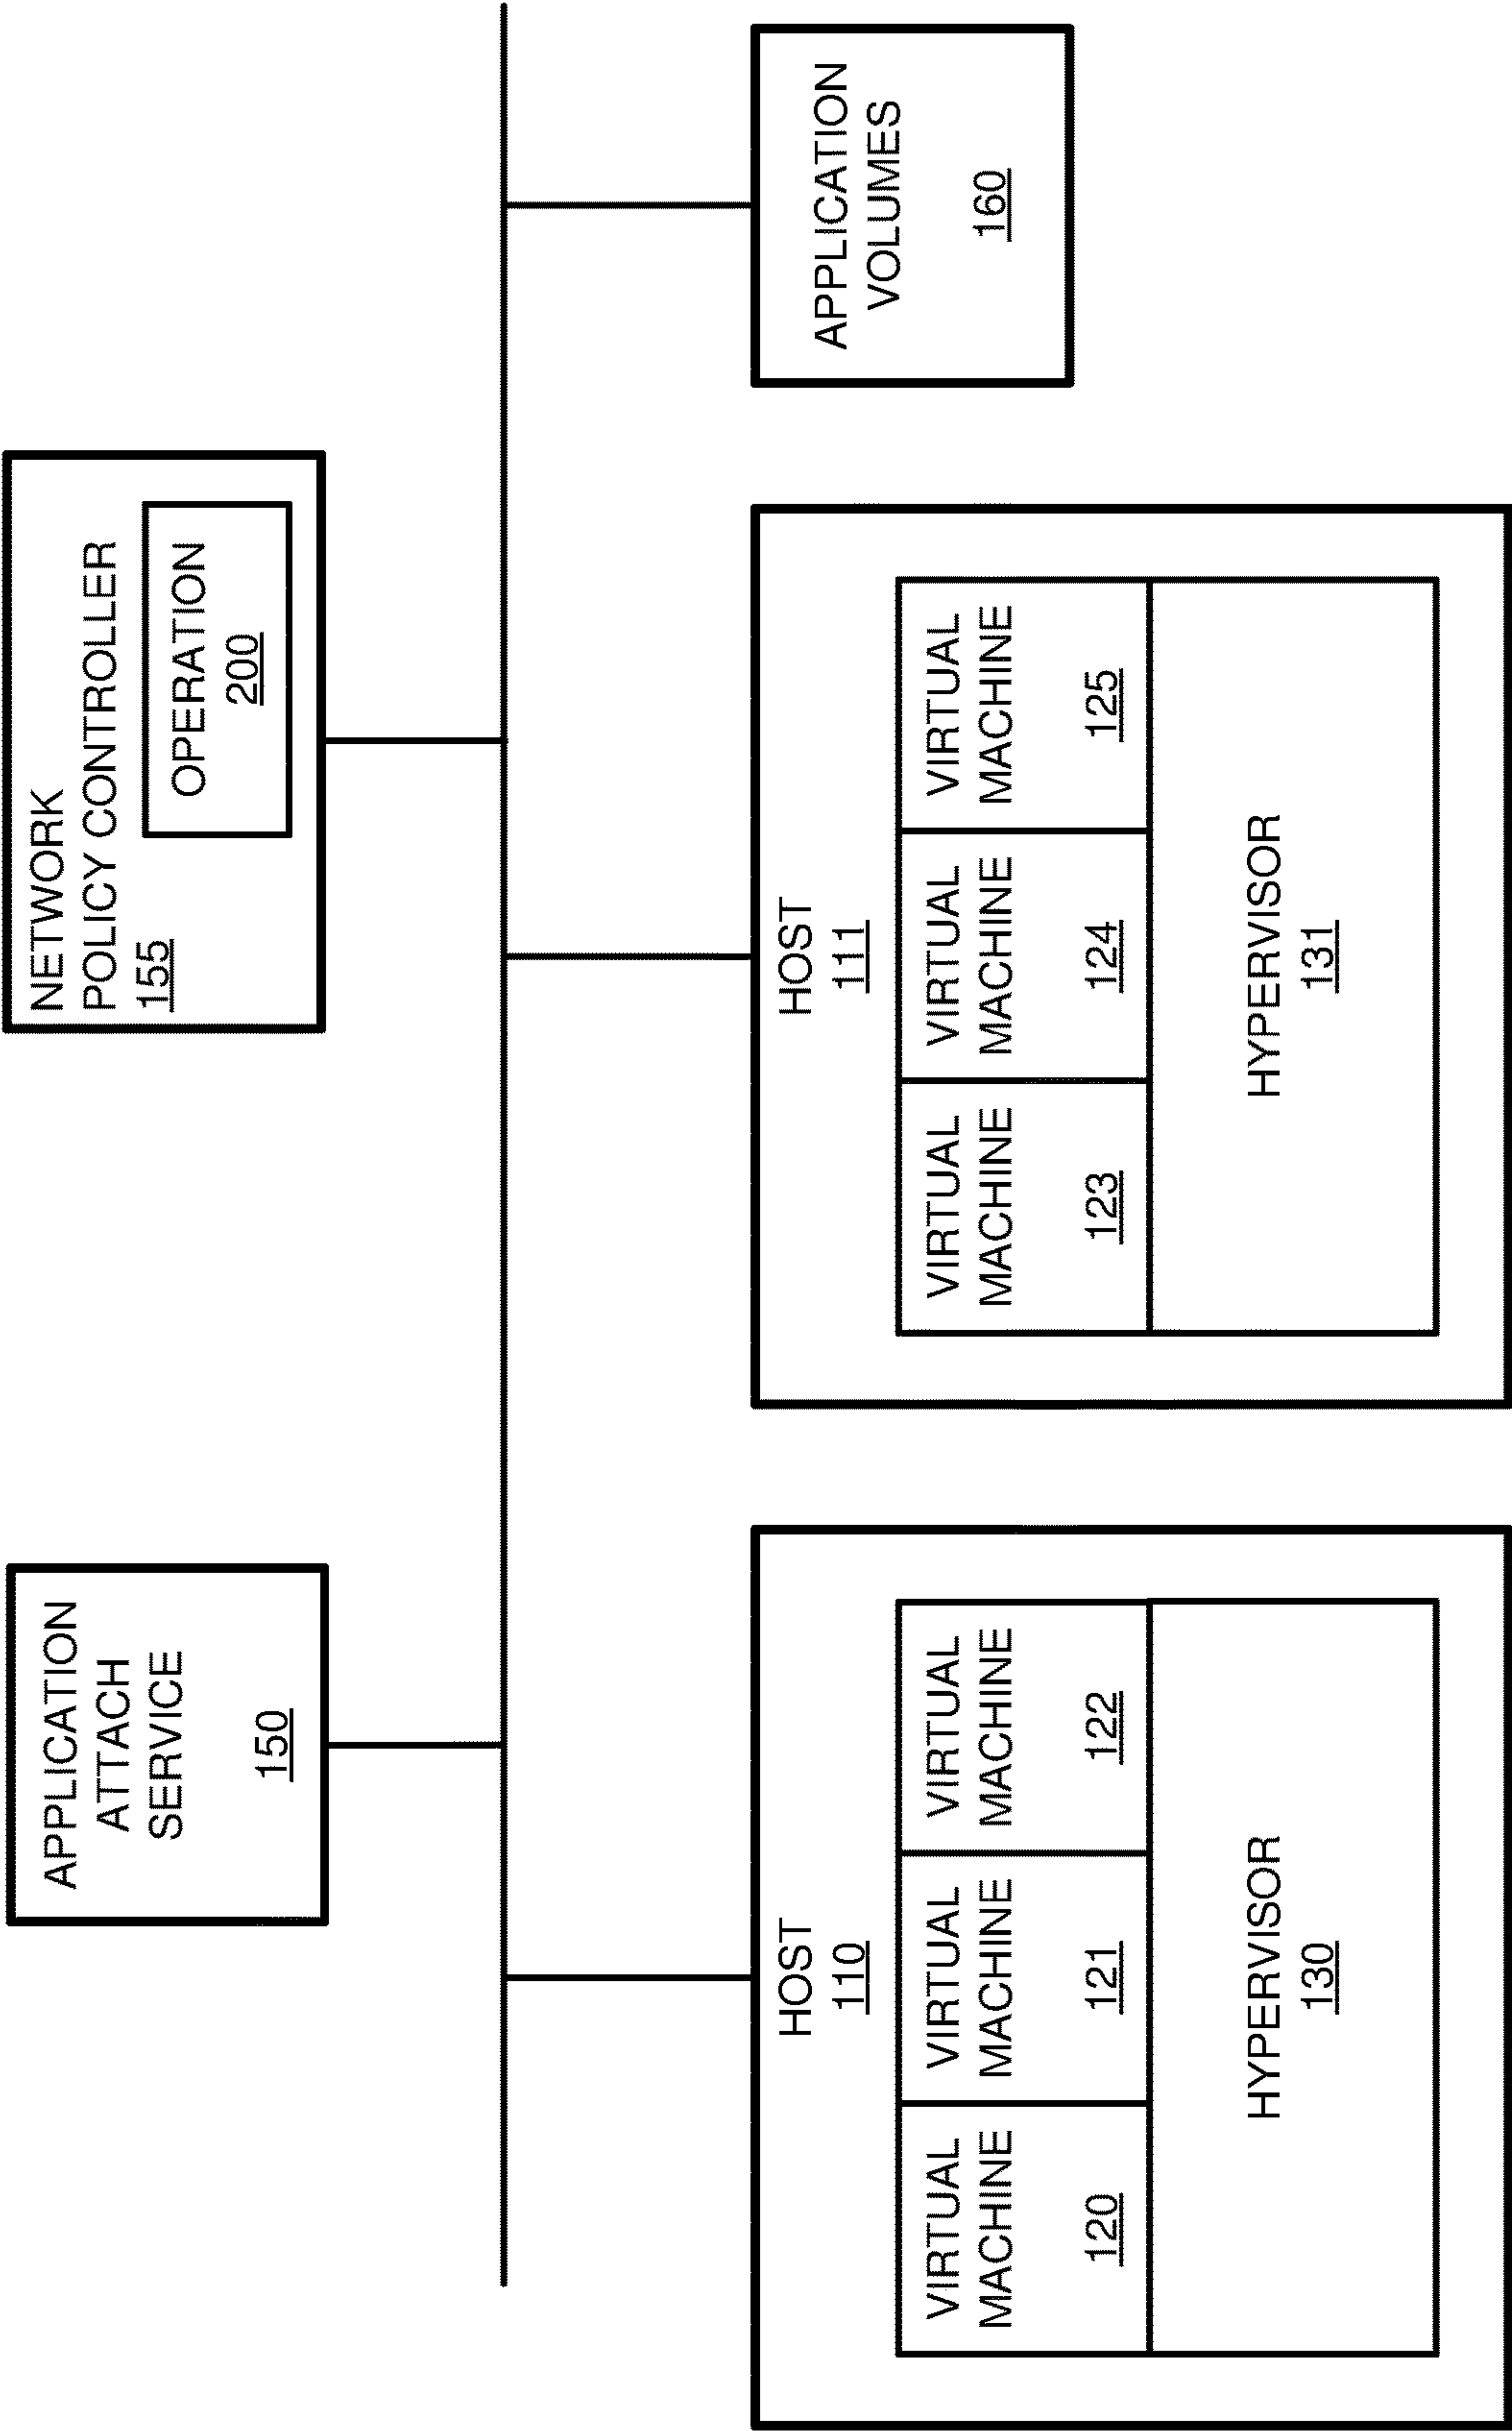 APPLICATION
ATTACH
SERVICE
150
NETWORK
POLICY CONTROLLER
155
OPERATION
200
HOST
110
VIRTUAL
MACHINE
120
VIRTUAL
MACHINE
121
VIRTUAL
MACHINE
122
HYPERVISOR
130
HOST
111
VIRTUAL
MACHINE
123
VIRTUAL
MACHINE
124
VIRTUAL
MACHINE
125
HYPERVISOR
131
APPLICATION
VOLUMES
160